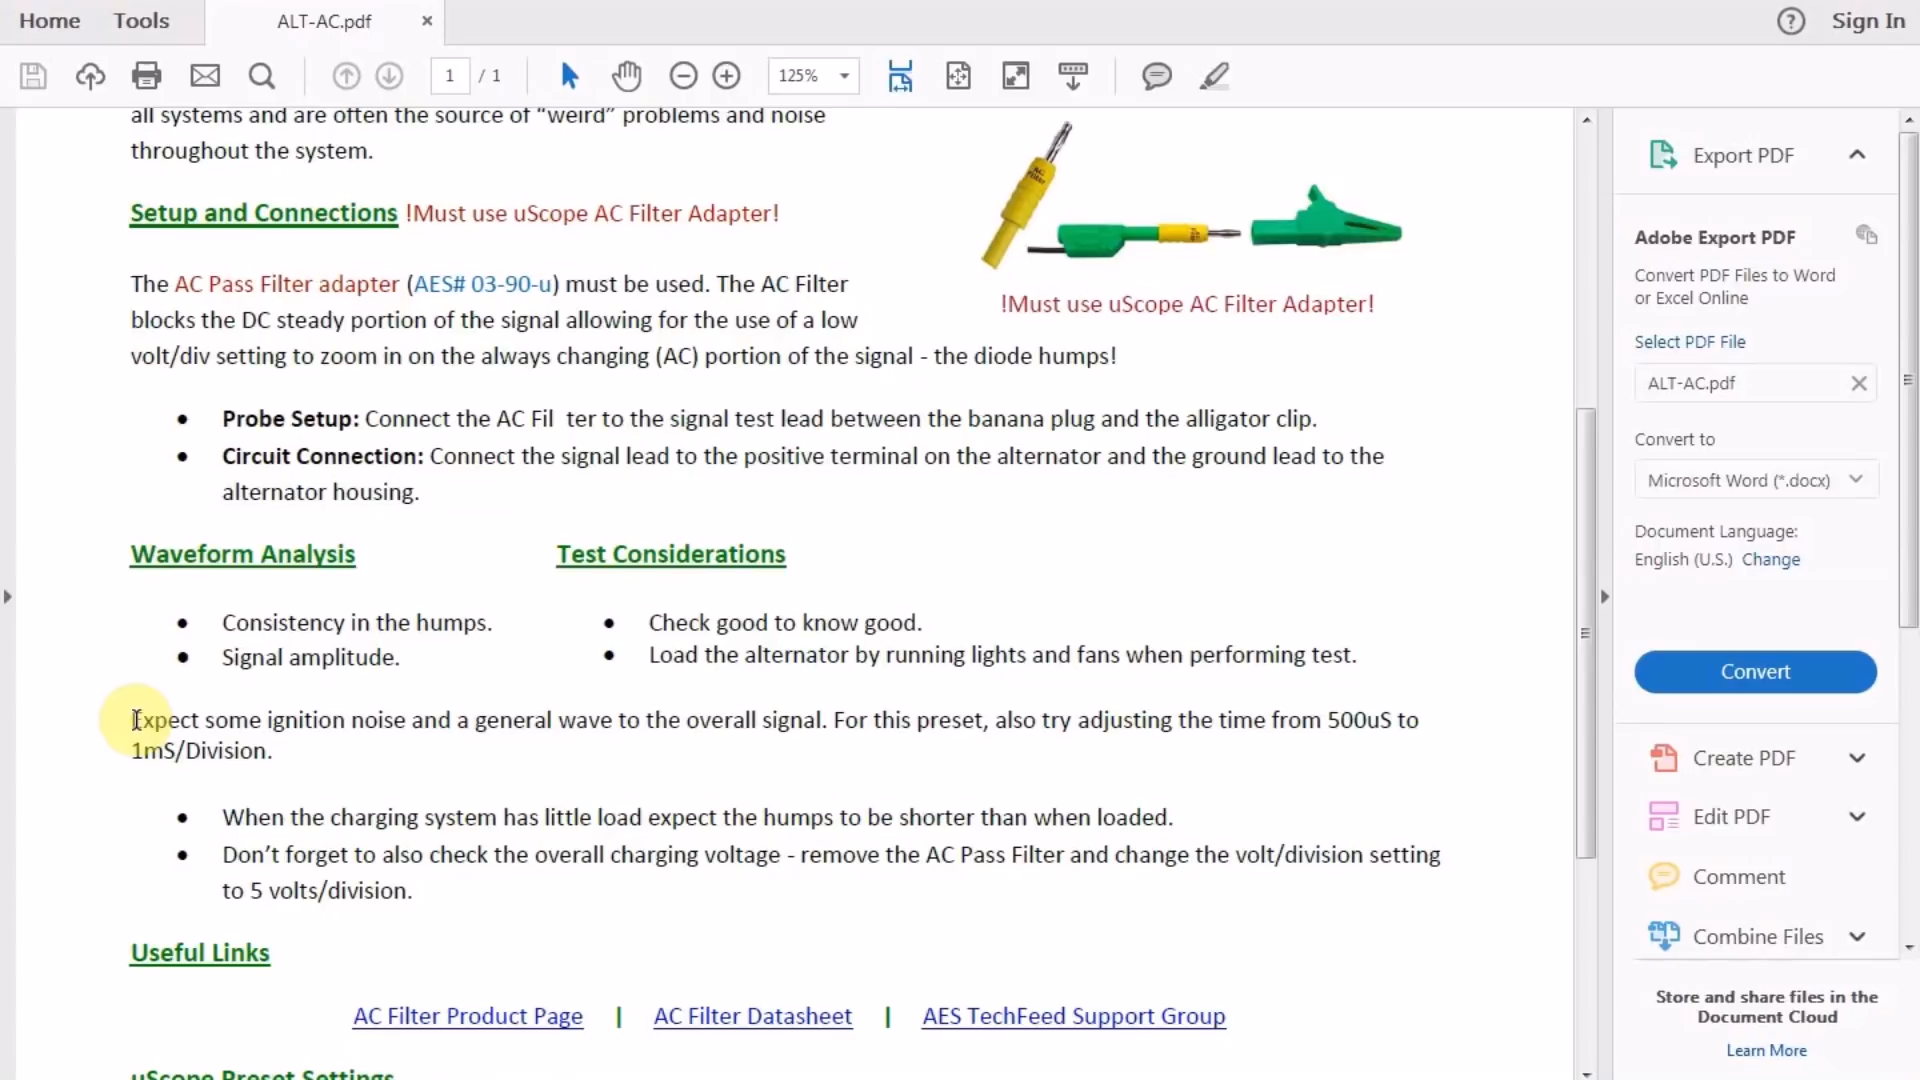 Home Tools ALT-AC.pdf × ? Sign In
1 / 1 125%
all systems and are often the source of “weird” problems and noise
throughout the system.
Setup and Connections !Must use uScope AC Filter Adapter!
The AC Pass Filter adapter (AES# 03-90-u) must be used. The AC Filter
blocks the DC steady portion of the signal allowing for the use of a low
volt/div setting to zoom in on the always changing (AC) portion of the signal - the diode humps!
!Must use uScope AC Filter Adapter!
• Probe Setup: Connect the AC Fil ter to the signal test lead between the banana plug and the alligator clip.
• Circuit Connection: Connect the signal lead to the positive terminal on the alternator and the ground lead to the
alternator housing.
Waveform Analysis
• Consistency in the humps.
• Signal amplitude.
Test Considerations
• Check good to know good.
• Load the alternator by running lights and fans when performing test.
Expect some ignition noise and a general wave to the overall signal. For this preset, also try adjusting the time from 500uS to
1mS/Division.
• When the charging system has little load expect the humps to be shorter than when loaded.
• Don’t forget to also check the overall charging voltage - remove the AC Pass Filter and change the volt/division setting
to 5 volts/division.
Useful Links
AC Filter Product Page | AC Filter Datasheet | AES TechFeed Support Group
uScope Preset Settings
Export PDF
Adobe Export PDF
Convert PDF Files to Word
or Excel Online
Select PDF File
ALT-AC.pdf
Convert to
Microsoft Word (*.docx)
Document Language:
English (U.S.) Change
Convert
Create PDF
Edit PDF
Comment
Combine Files
Store and share files in the
Document Cloud
Learn More